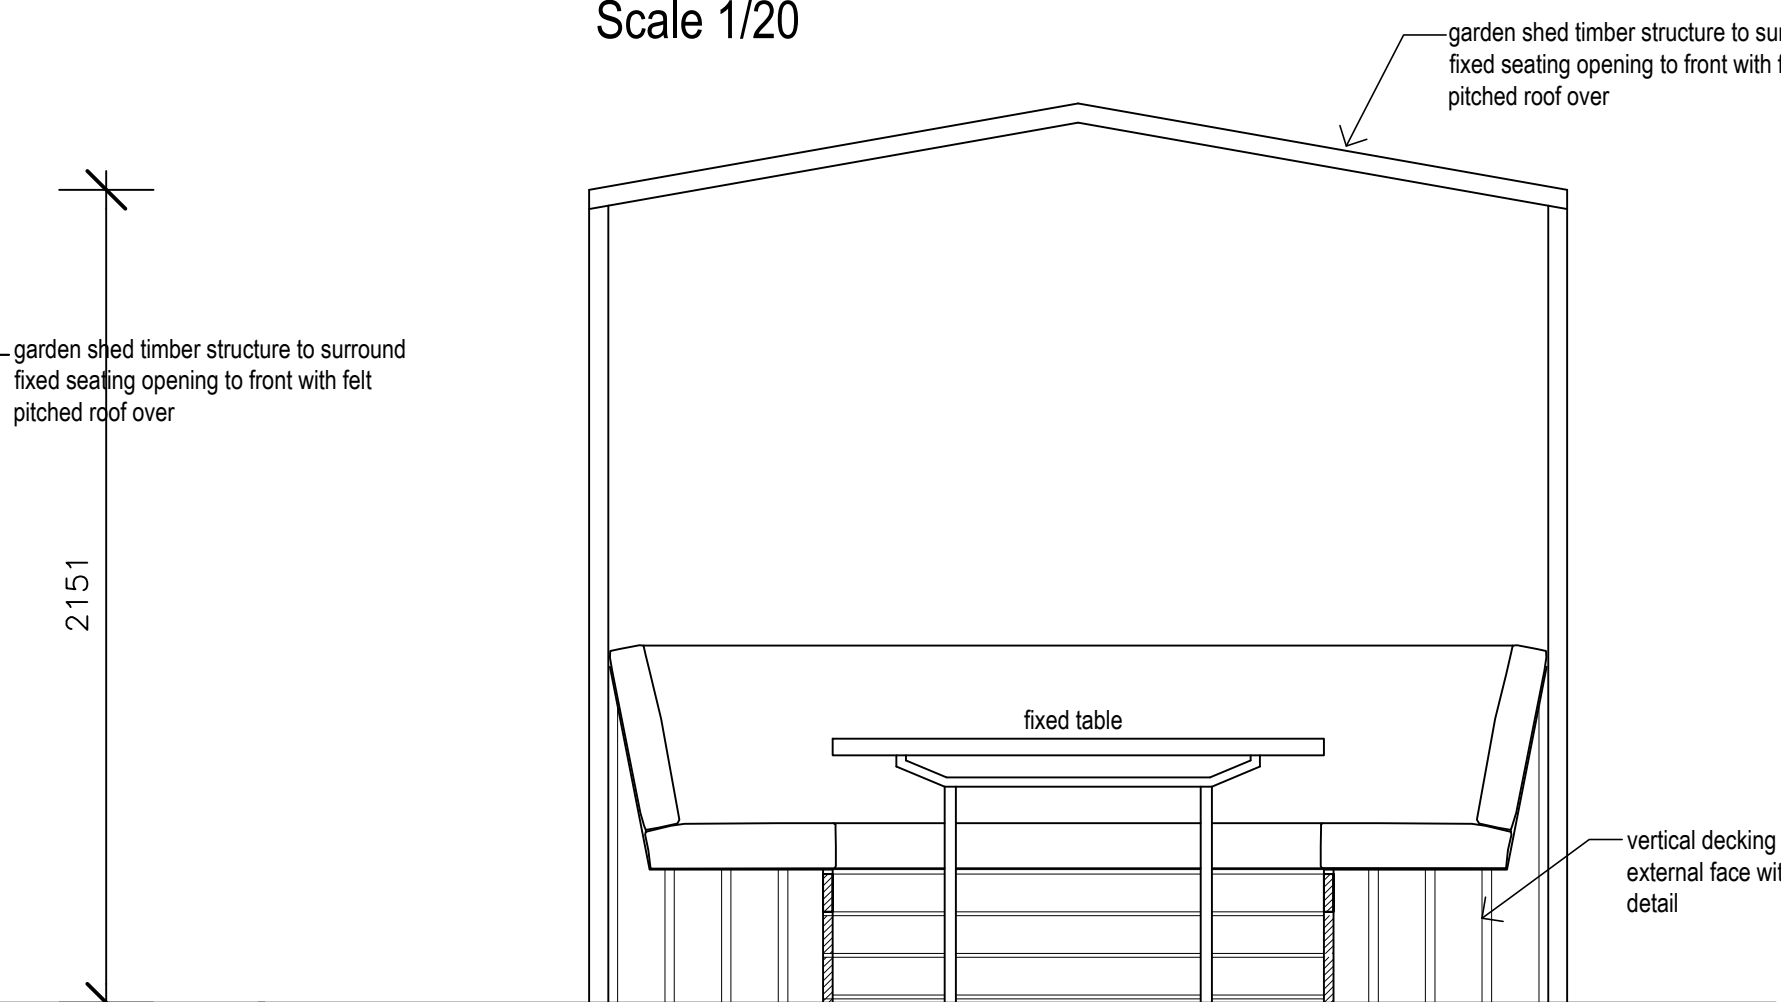 Scale 1/20
garden shed timber structure to
fixed seating opening to front with
pitched roof over
garden shed timber structure to surround
fixed seating opening to front with felt
pitched roof over
2151
fixed table
vertical decking
external face
detail